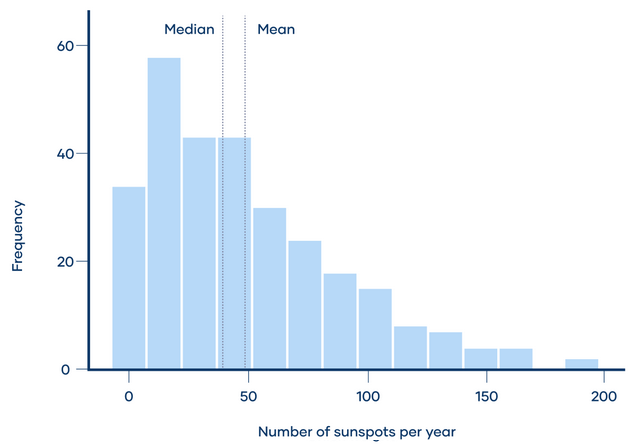 Median Mean
60
40
20
0
Frequency
0 50 100 150 200
Number of sunspots per year